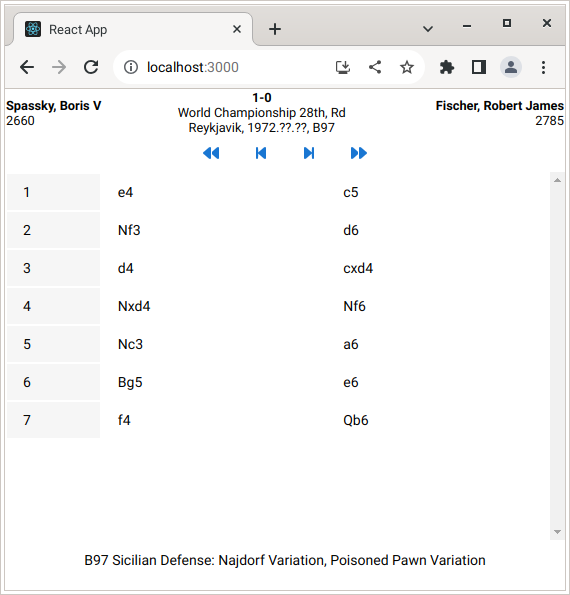 React App
localhost:3000
Spassky, Boris V
2660
1-0
World Championship 28th, Rd
Reykjavik, 1972.??.??, B97
Fischer, Robert James
2785
1 e4 c5
2 Nf3 d6
3 d4 cxd4
4 Nxd4 Nf6
5 Nc3 a6
6 Bg5 e6
7 f4 Qb6
B97 Sicilian Defense: Najdorf Variation, Poisoned Pawn Variation